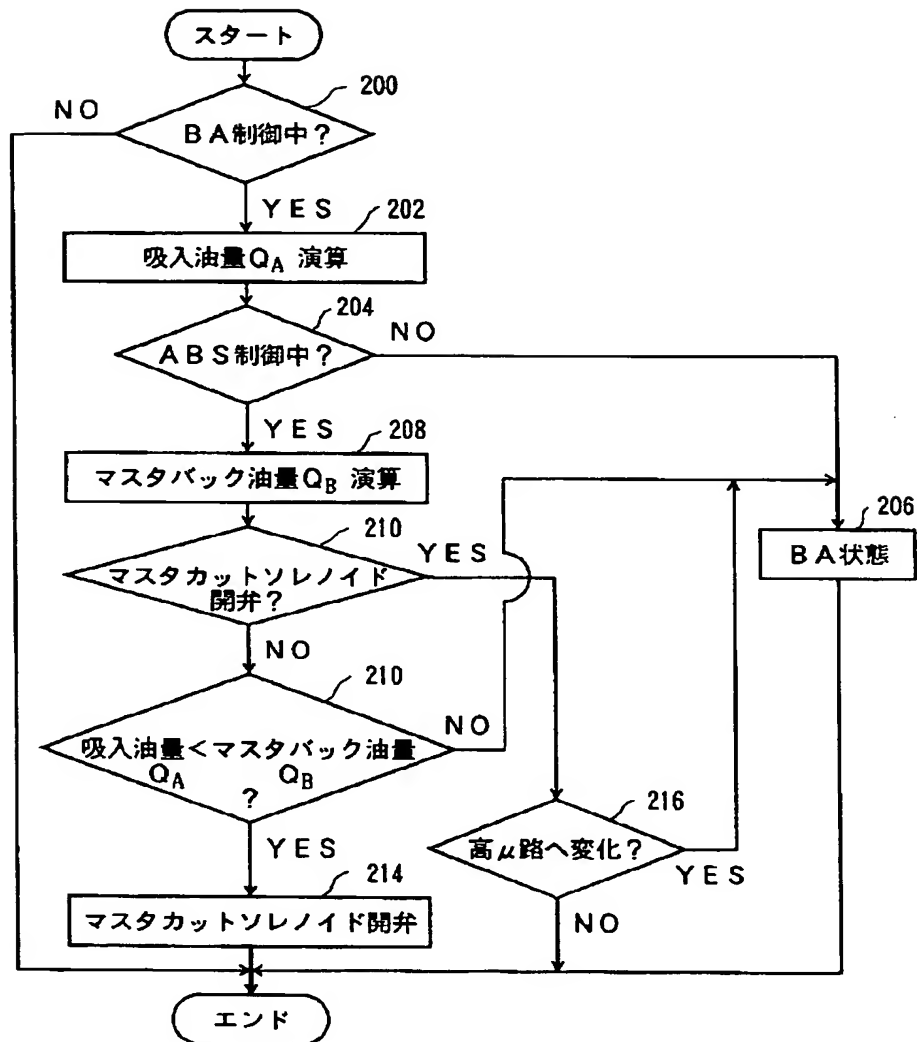 スタート
200
NO
BA制御中?
YES
202
吸入油量QA 演算
204
NO
ABS制御中?
YES
208
マスタバック油量QB 演算
206
BA状態
210
YES
マスタカットソレノイド
開弁?
NO
210
NO
吸入油量<マスタバック油量
QA QB
?
216
高μ路へ変化?
YES
YES
214
NO
マスタカットソレノイド開弁
エンド